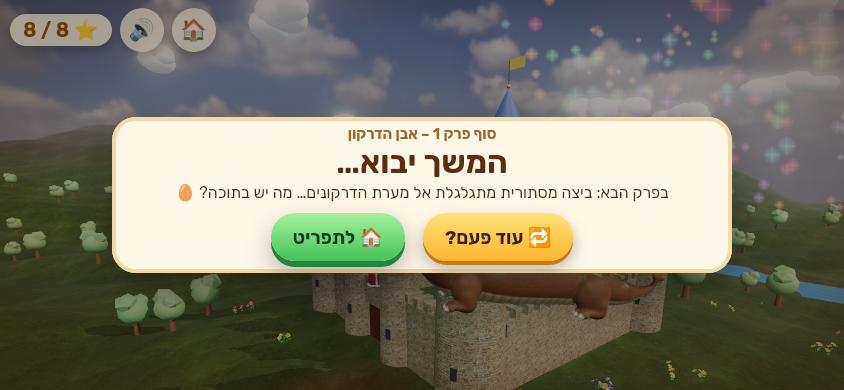 8 / 8
סוף פרק 1 – אבן הדרקון
המשך יבוא...
בפרק הבא: ביצה מסתורית מתגלגלת אל מערת הדרקונים... מה יש בתוכה?
עוד פעם?
לתפריט